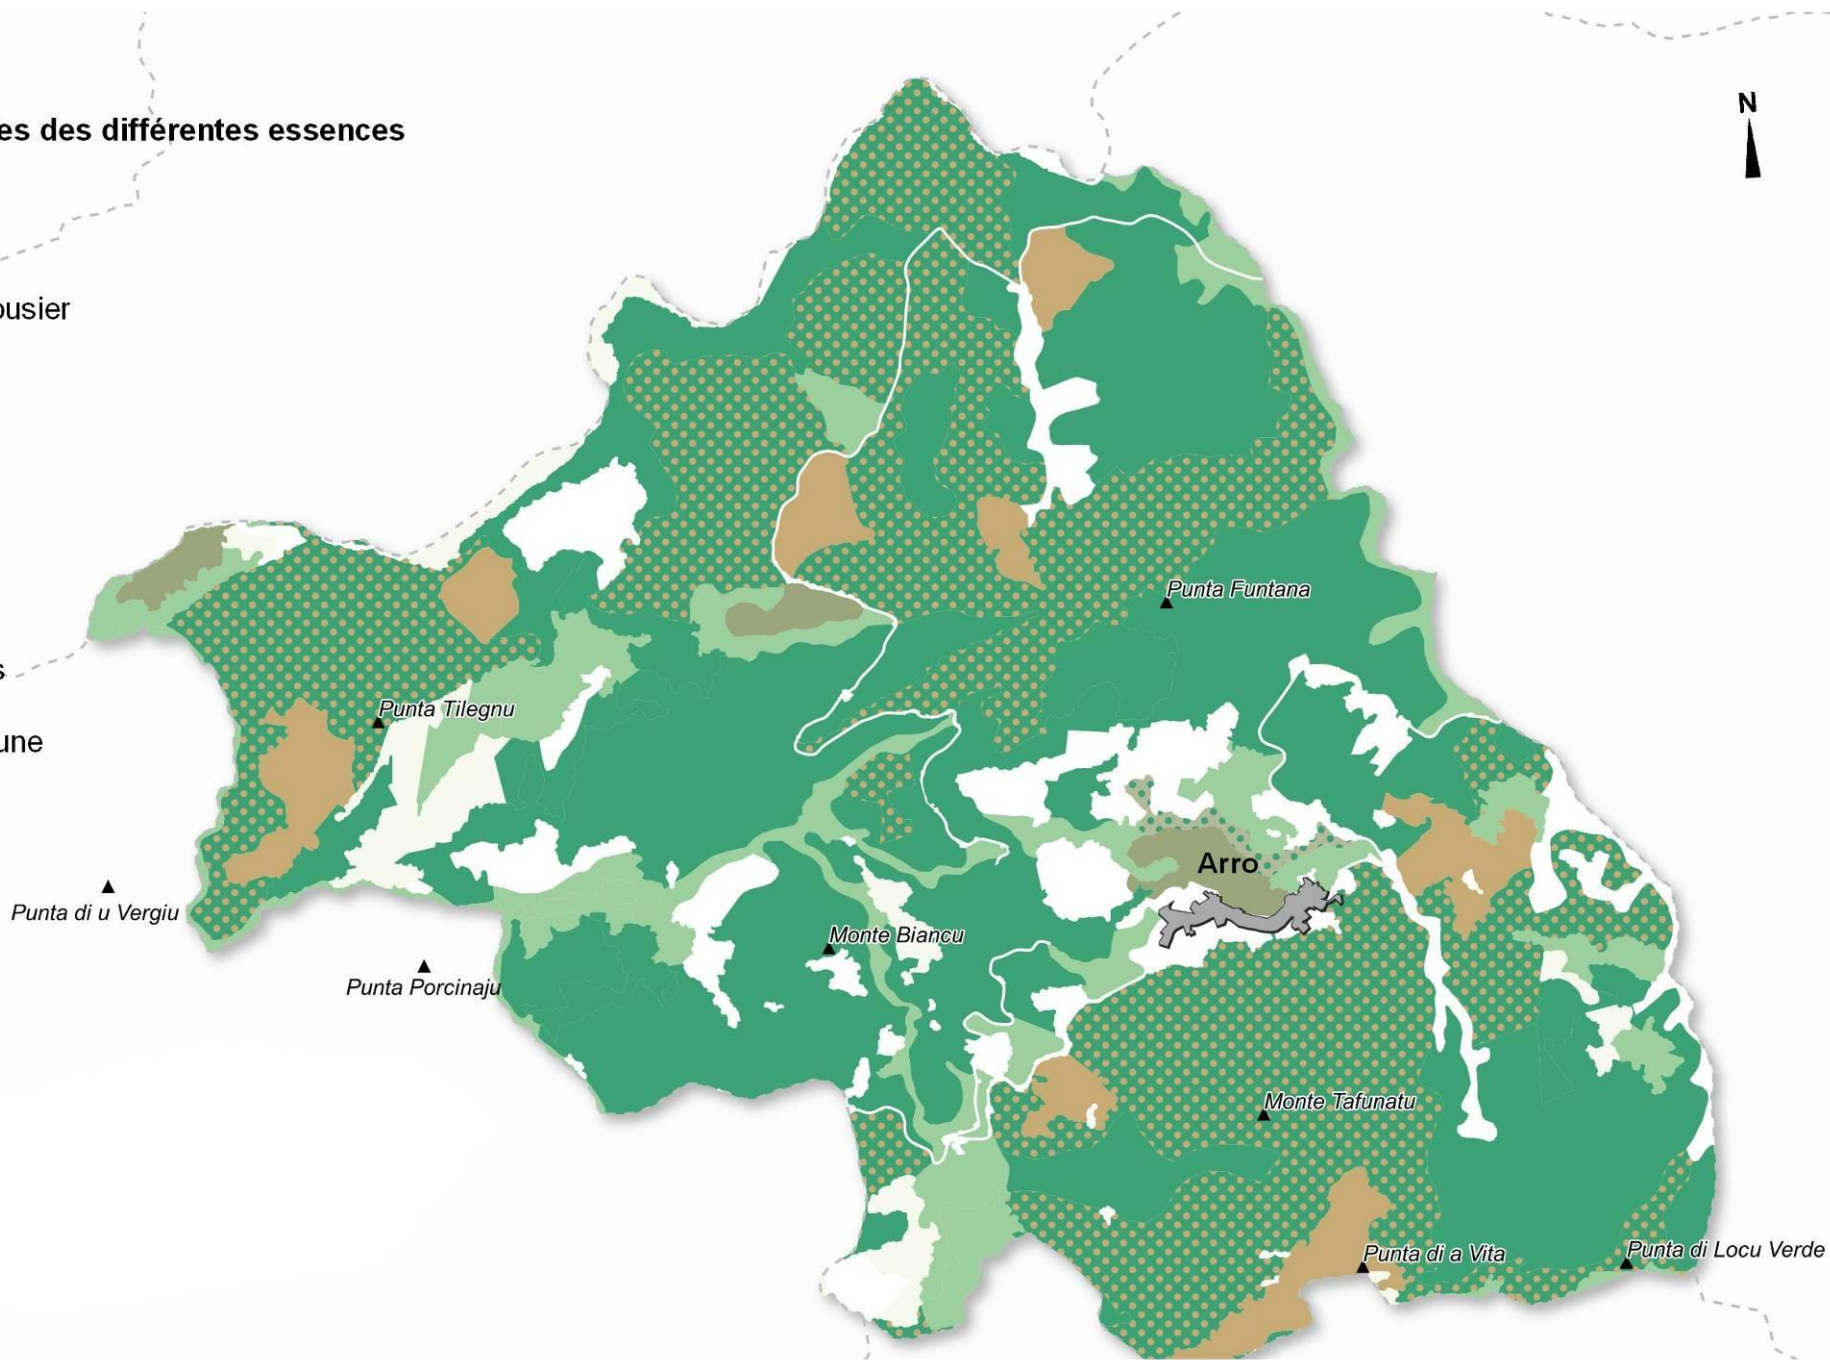 es des différentes essences
N
ousier
Punta Funtana
s
Punta Tilegnu
une
Arro
Punta di u Vergiu
Monte Biancu
Punta Porcinaju
Monte Tafunatu
Punta di a Vita
Punta di Locu Verde